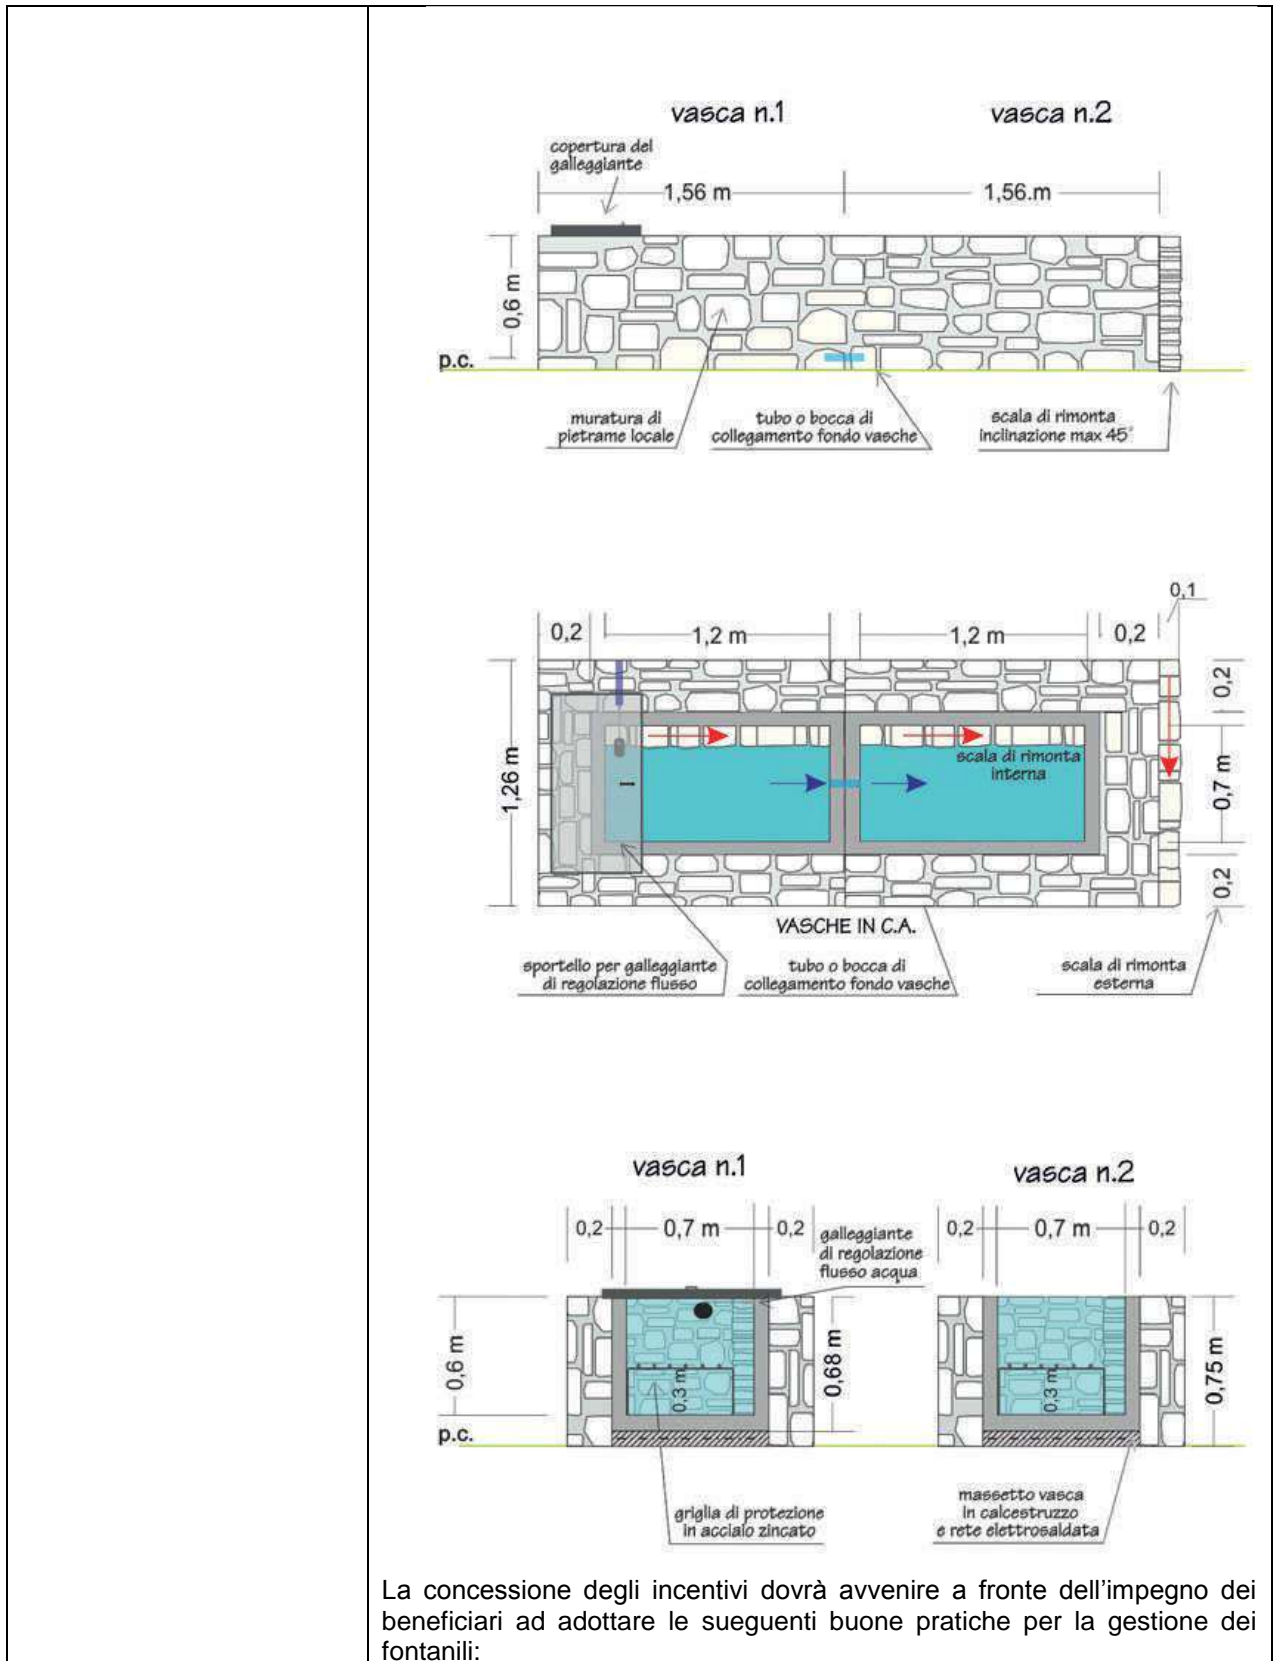 vasca n.1
vasca n.2
copertura del
galleggiante
1,56 m
1,56.m
0,6 m
p.c.
muratura di
pietrame locale
tubo o bocca di
collegamento fondo vasche
scala di rimonta
inclinazione max 45°
0,1
0,2
1,2 m
1,2 m
0,2
0,2
1,26 m
scala di rimonta
interna
0,7 m
0,2
VASCHE IN C.A.
sportello per galleggiante
di regolazione flusso
tubo o bocca di
collegamento fondo vasche
scala di rimonta
esterna
vasca n.1
vasca n.2
0,2
0,7 m
0,2
galleggiante
di regolazione
flusso acqua
0,2
0,7 m
0,2
0,6 m
0,3 m
0,68 m
0,3 m
0,75 m
p.c.
griglia di protezione
in acciaio zincato
massetto vasca
in calcestruzzo
e rete elettrosaldata
La concessione degli incentivi dovrà avvenire a fronte dell'impegno dei
beneficiari ad adottare le sueguenti buone pratiche per la gestione dei
fontanili: